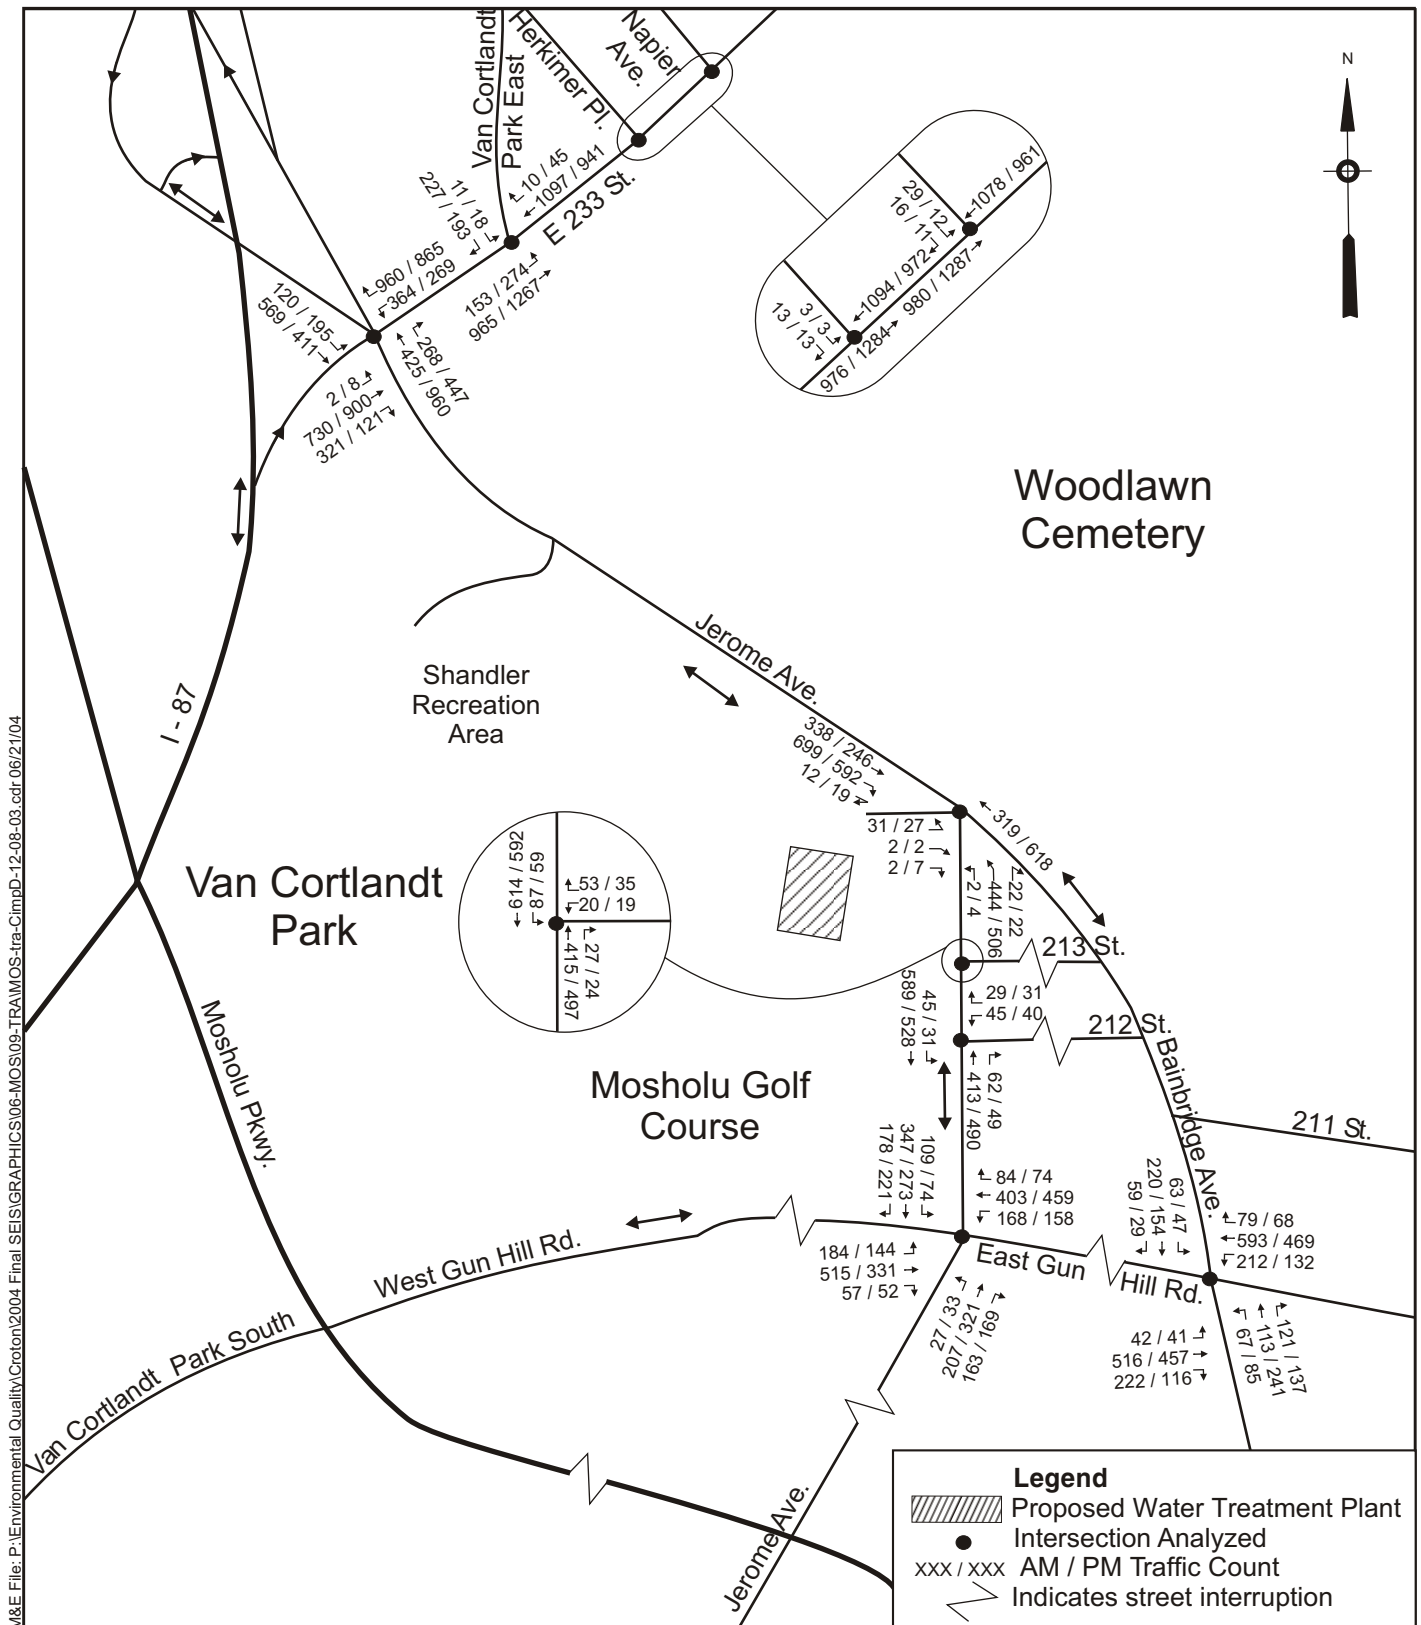 N
Van Cortlandt
Park East
Herkimer Pl.
Napier
Ave.
E 233 St.
10 / 45
1097 / 941
11 / 18
227 / 193
960 / 865
364 / 269
153 / 274
965 / 1267
120 / 195
569 / 411
268 / 447
425 / 960
2 / 8
730 / 900
321 / 121
1078 / 961
29 / 12
16 / 11
1094 / 972
980 / 1287
3 / 3
13 / 13
976 / 1284
Woodlawn
Cemetery
Jerome Ave.
Shandler
Recreation
Area
I - 87
338 / 246
699 / 592
12 / 19
319 / 618
31 / 27
2 / 2
2 / 7
22 / 22
444 / 506
2 / 4
Van Cortlandt
Park
614 / 592
87 / 59
53 / 35
20 / 19
27 / 24
415 / 497
213 St.
45 / 31
589 / 528
29 / 31
45 / 40
212 St.
Bainbridge Ave.
62 / 49
413 / 490
Mosholu Golf
Course
Mosholu Pkwy.
211 St.
109 / 74
347 / 273
178 / 221
84 / 74
403 / 459
168 / 158
63 / 47
220 / 154
59 / 29
79 / 68
593 / 469
212 / 132
West Gun Hill Rd.
184 / 144
515 / 331
57 / 52
East Gun
Hill Rd.
27 / 33
207 / 321
163 / 169
42 / 41
516 / 457
222 / 116
121 / 137
113 / 241
67 / 85
Van Cortlandt Park South
Jerome Ave.
Legend
Proposed Water Treatment Plant
Intersection Analyzed
XXX / XXX AM / PM Traffic Count
Indicates street interruption
M&E File: P:\Environmental Quality\Croton\2004 Final SEIS\GRAPHICS\06-MOS\09-TRA\MOS-tra-CimpD-12-08-03.cdr 06/21/04